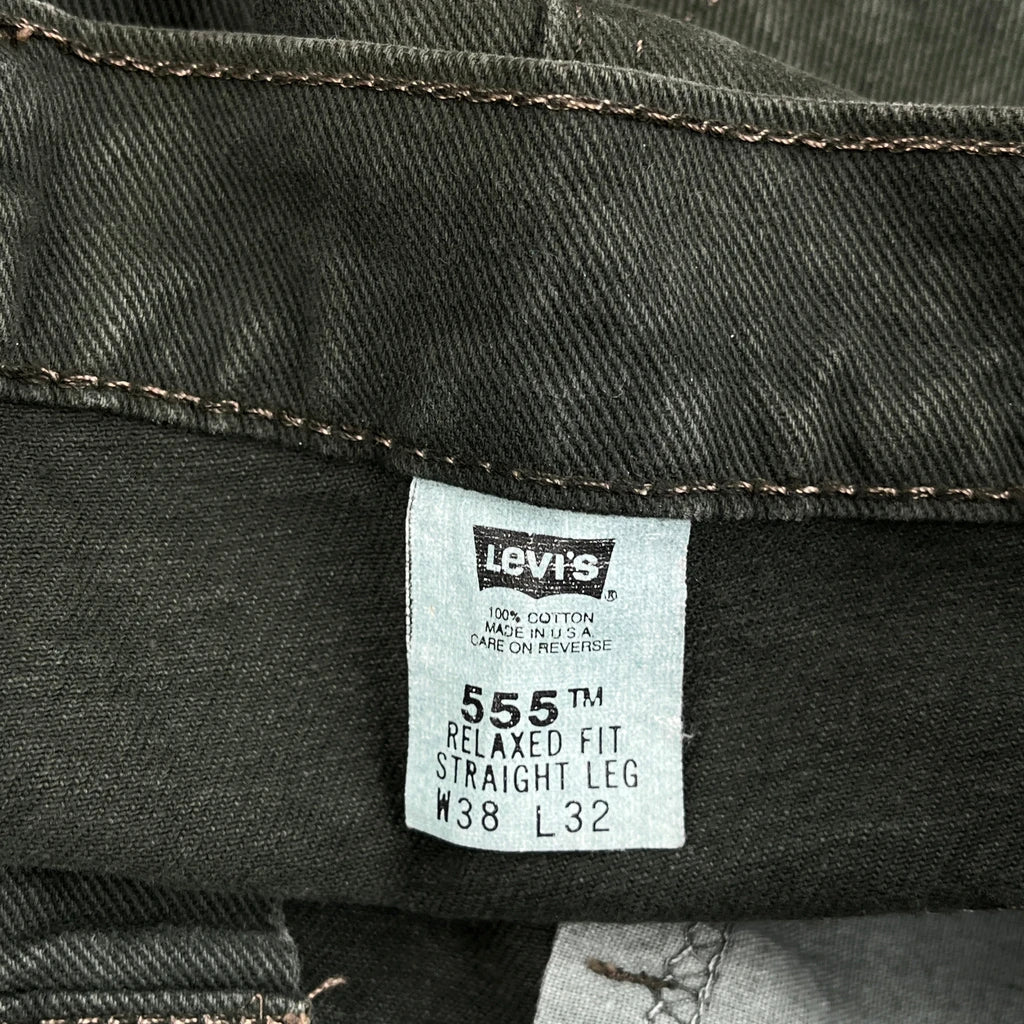 Levi's®
100% COTTON
MADE IN U S A
CARE ON REVERSE
555™
RELAXED FIT
STRAIGHT LEG
W38 L32